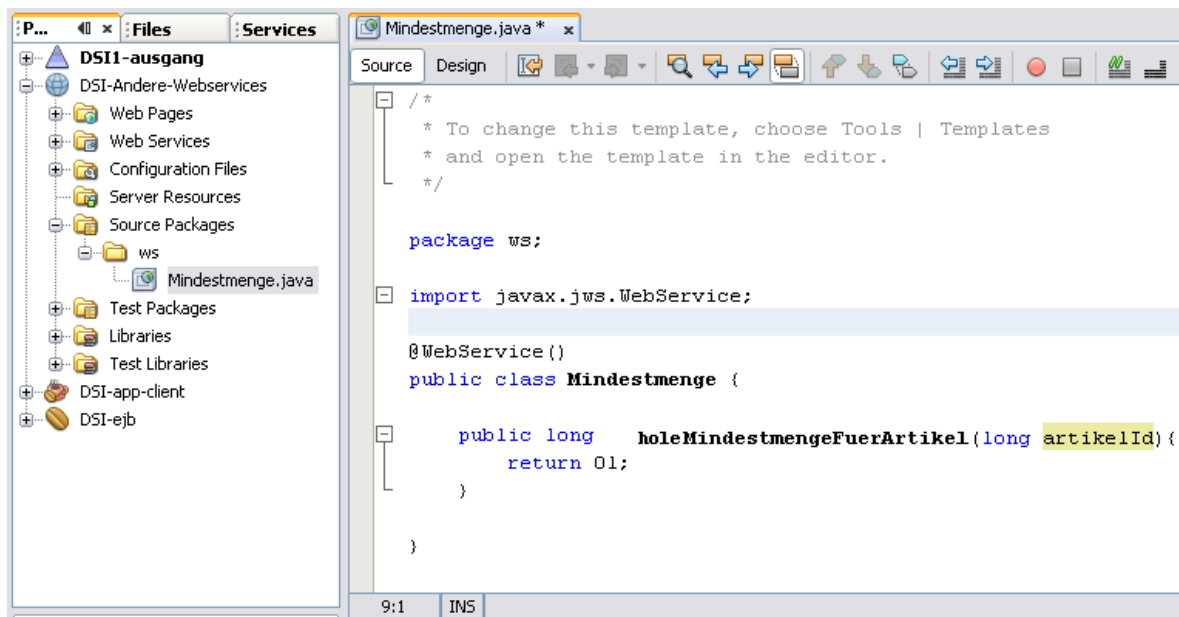 P... Files Services
DSI1-ausgang
DSI-Andere-Webservices
Web Pages
Web Services
Configuration Files
Server Resources
Source Packages
ws
Mindestmenge.java
Test Packages
Libraries
Test Libraries
DSI-app-client
DSI-ejb
Mindestmenge.java *
Source Design
/*
* To change this template, choose Tools | Templates
* and open the template in the editor.
*/
package ws;
import javax.jws.WebService;
@WebService()
public class Mindestmenge {
public long holeMindestmengeFuerArtikel(long artikelId){
return 0l;
}
}
9:1 INS